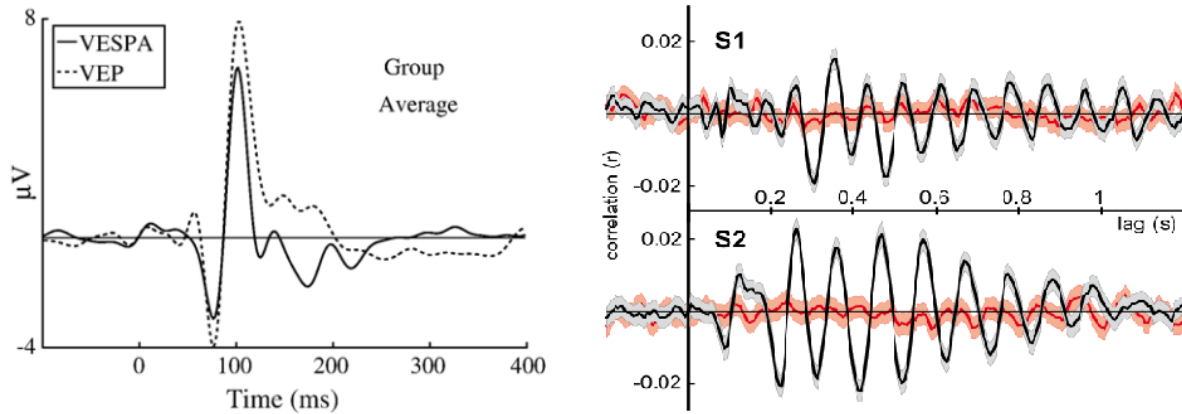 8
VESPA
VEP
Group
Average
μV
-4
0
100
200
300
400
Time (ms)
S1
0.02
-0.02
correlation (r)
0.2
0.4
0.6
0.8
1
lag (s)
S2
0.02
-0.02